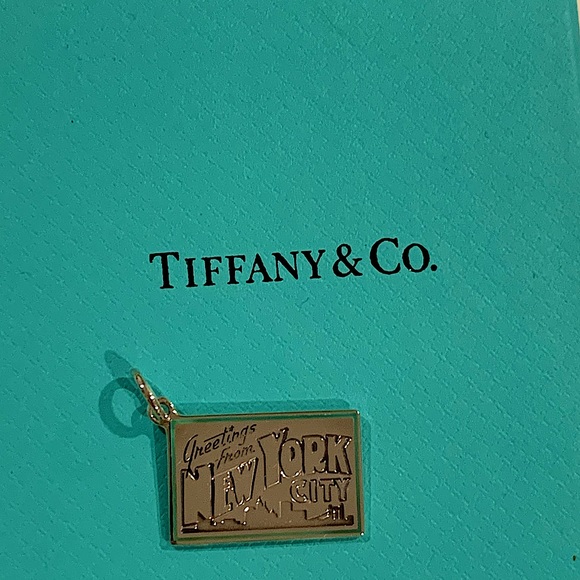 TIFFANY & CO.
Greetings
from
NEW YORK
CITY